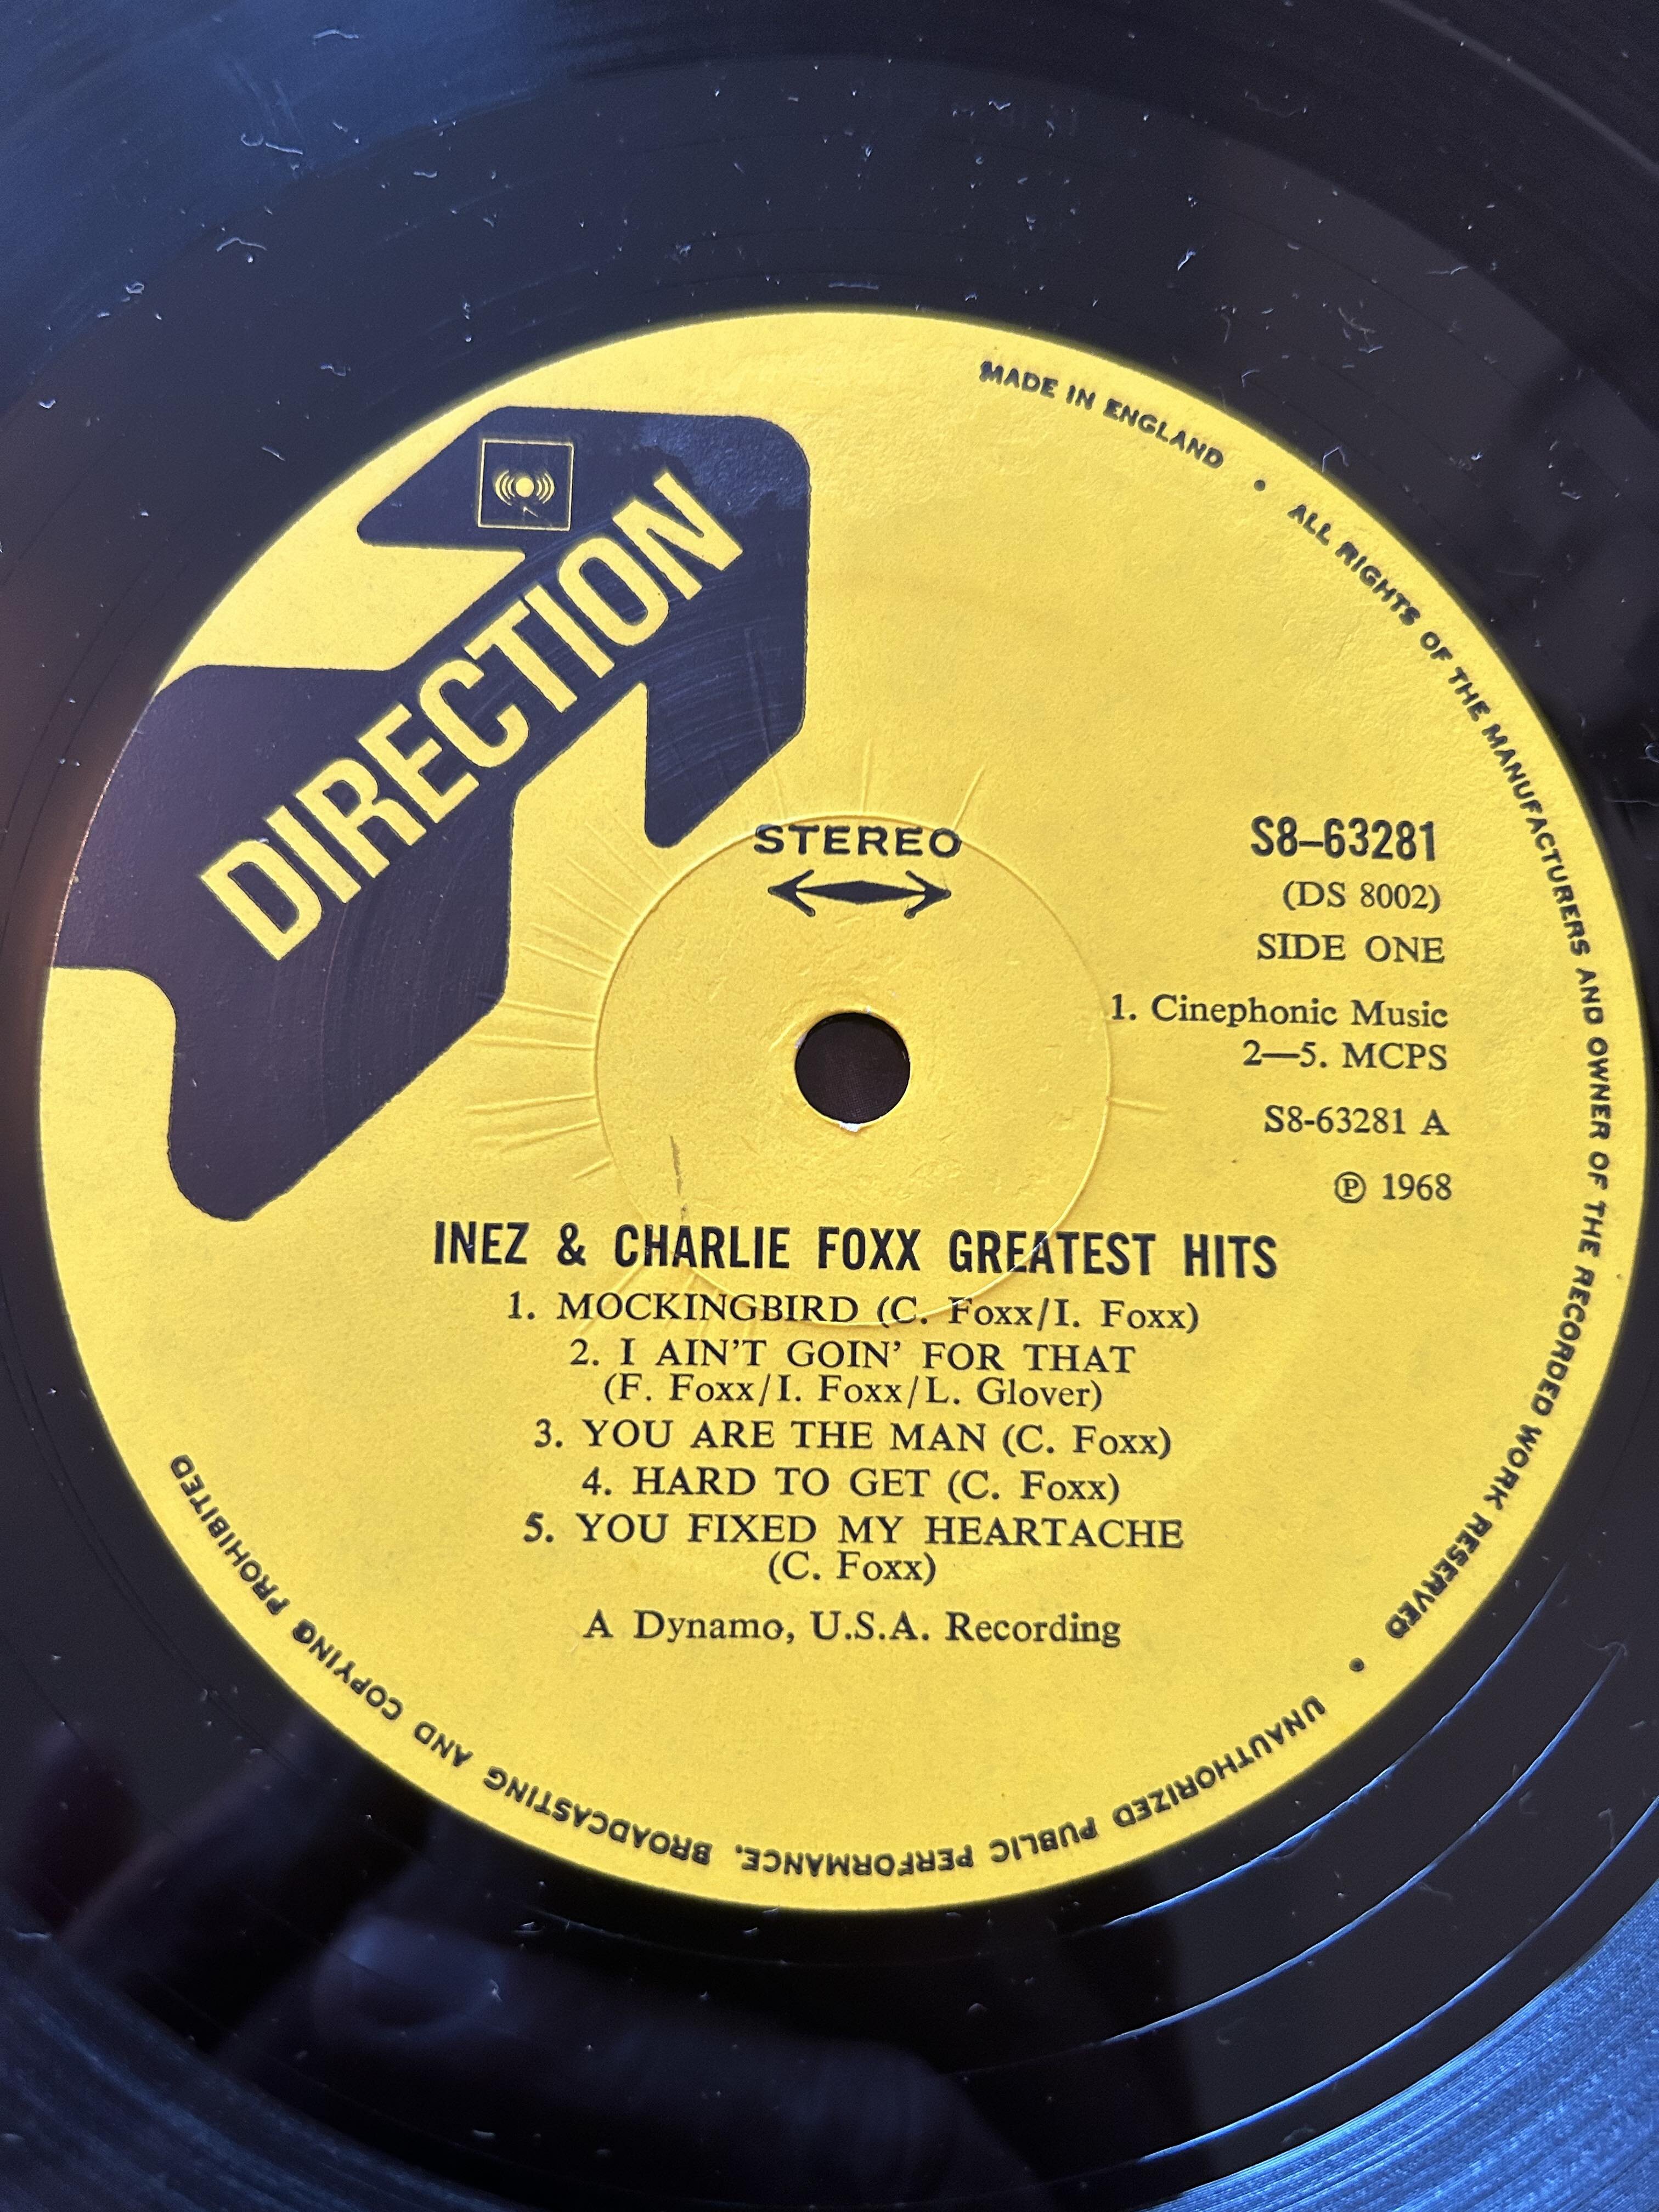 MADE IN ENGLAND • ALL RIGHTS OF THE MANUFACTURERS AND OWNER OF THE RECORDED WORK RESERVED • UNAUTHORIZED PUBLIC PERFORMANCE, BROADCASTING AND COPYING PROHIBITED
DIRECTION
STEREO
S8–63281
(DS 8002)
SIDE ONE
1. Cinephonic Music
2—5. MCPS
S8-63281 A
℗ 1968
INEZ & CHARLIE FOXX GREATEST HITS
1. MOCKINGBIRD (C. Foxx/I. Foxx)
2. I AIN'T GOIN' FOR THAT
(F. Foxx/I. Foxx/L. Glover)
3. YOU ARE THE MAN (C. Foxx)
4. HARD TO GET (C. Foxx)
5. YOU FIXED MY HEARTACHE
(C. Foxx)
A Dynamo, U.S.A. Recording